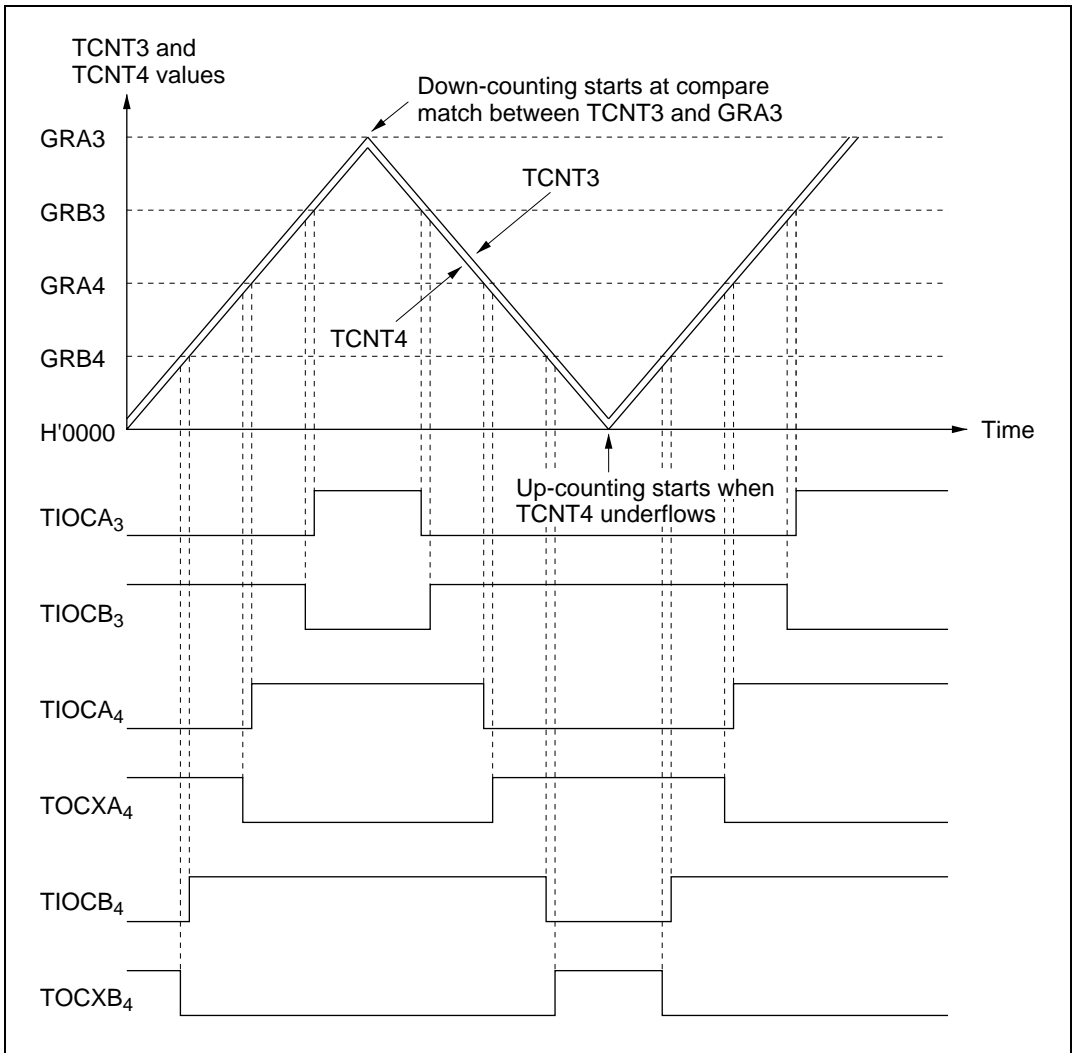 TCNT3 and
TCNT4 values
Down-counting starts at compare
match between TCNT3 and GRA3
GRA3
TCNT3
GRB3
GRA4
TCNT4
GRB4
H'0000
Time
Up-counting starts when
TCNT4 underflows
TIOCA3
TIOCB3
TIOCA4
TOCXA4
TIOCB4
TOCXB4